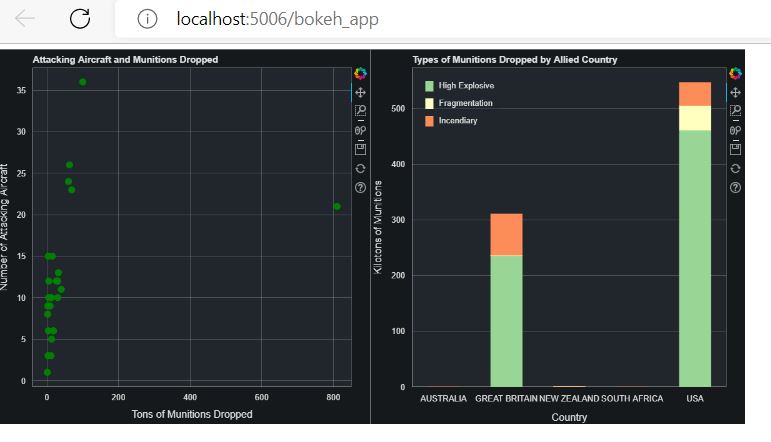 localhost:5006/bokeh_app
Attacking Aircraft and Munitions Dropped
Number of Attacking Aircraft
35
30
25
20
15
10
5
0
0 200 400 600 800
Tons of Munitions Dropped
Types of Munitions Dropped by Allied Country
High Explosive
Fragmentation
Incendiary
Kilotons of Munitions
500
400
300
200
100
0
AUSTRALIA GREAT BRITAIN NEW ZEALAND SOUTH AFRICA USA
Country